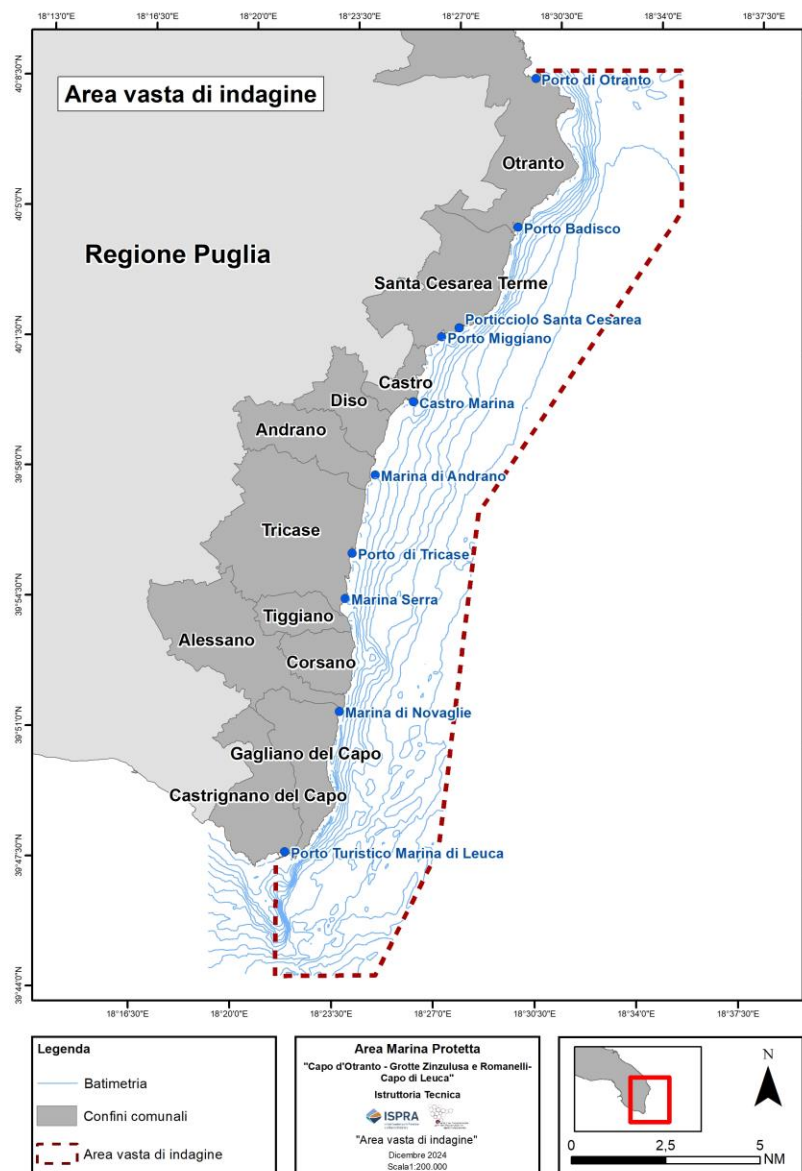 18°13'0"E 18°16'30"E 18°20'0"E 18°23'30"E 18°27'0"E 18°30'30"E 18°34'0"E 18°37'30"E
40°8'30"N
Area vasta di indagine
Porto di Otranto
Otranto
40°5'0"N
Porto Badisco
Regione Puglia
Santa Cesarea Terme
Porticciolo Santa Cesarea
40°1'30"N
Porto Miggiano
Castro
Diso
Castro Marina
Andrano
39°58'0"N
Marina di Andrano
Tricase
Porto di Tricase
39°54'30"N
Marina Serra
Tiggiano
Alessano
Corsano
Marina di Novaglie
39°51'0"N
Gagliano del Capo
Castrignano del Capo
39°47'30"N
Porto Turistico Marina di Leuca
39°44'0"N
18°16'30"E 18°20'0"E 18°23'30"E 18°27'0"E 18°30'30"E 18°34'0"E 18°37'30"E
Legenda
Batimetria
Confini comunali
Area vasta di indagine
Area Marina Protetta
"Capo d'Otranto - Grotte Zinzulusa e Romanelli-
Capo di Leuca"
Istruttoria Tecnica
ISPRA
"Area vasta di indagine"
Dicembre 2024
Scala1:200.000
N
0 2,5 5
NM